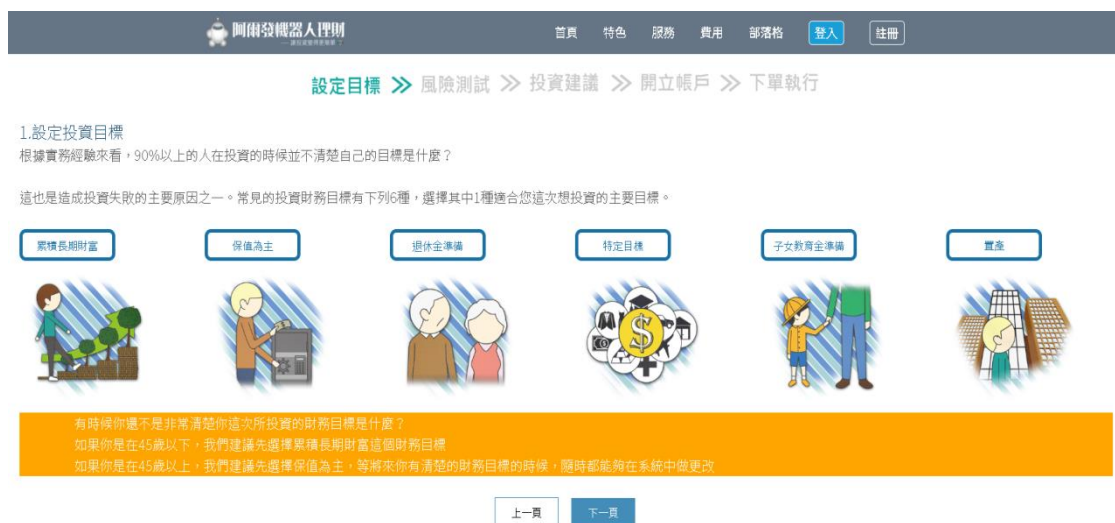 阿爾發機器人理財
首頁 特色 服務 費用 部落格 登入 註冊
設定目標 >> 風險測試 >> 投資建議 >> 開立帳戶 >> 下單執行
1.設定投資目標
根據實務經驗來看,90%以上的人在投資的時候並不清楚自己的目標是什麼?
這也是造成投資失敗的主要原因之一。常見的投資財務目標有下列6種,選擇其中1種適合您這次想投資的主要目標。
累積長期財富 保值為主 退休金準備 特定目標 子女教育金準備 置產
有時候你還不是非常清楚你這次所投資的財務目標是什麼?
如果你是在45歲以下,我們建議先選擇累積長期財富這個財務目標
如果你是在45歲以上,我們建議先選擇保值為主,等將來你有清楚的財務目標的時候,隨時都能夠在系統中做更改
上一頁 下一頁